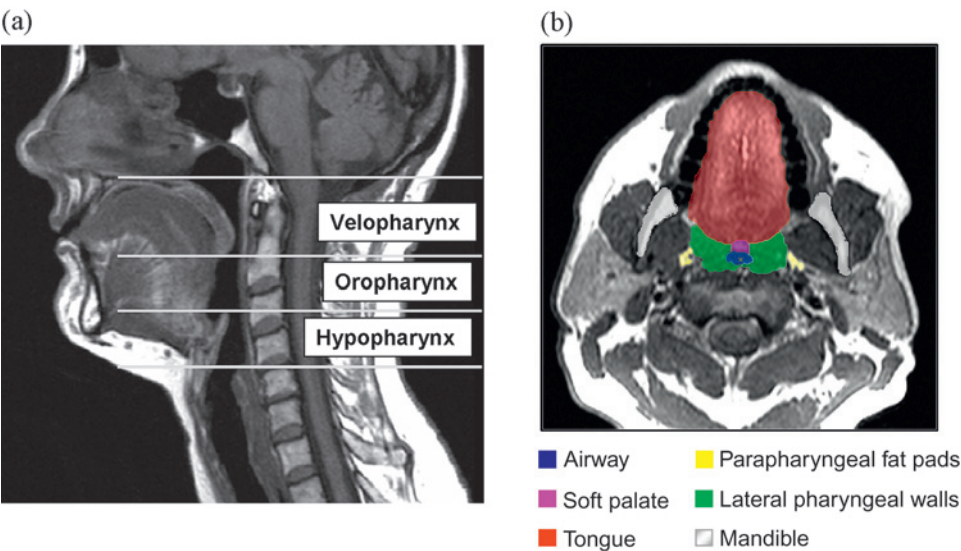 (a)
(b)
Velopharynx
Oropharynx
Hypopharynx
Airway
Parapharyngeal fat pads
Soft palate
Lateral pharyngeal walls
Tongue
Mandible